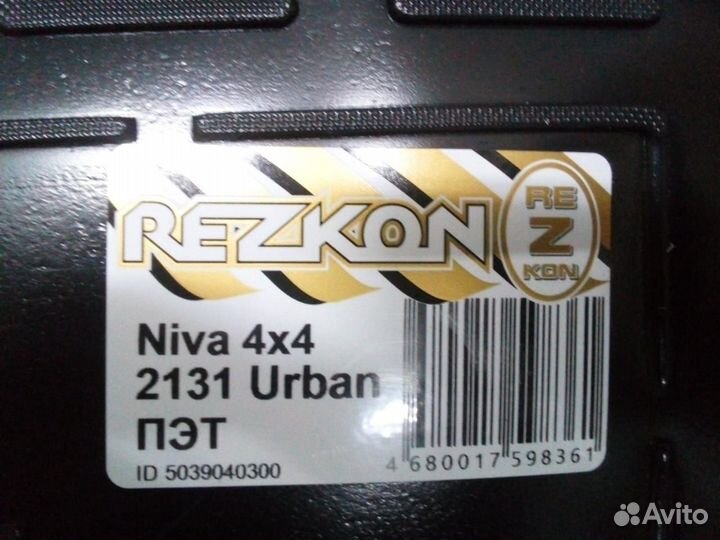 REZKON
RE
Z
KON
Niva 4x4
2131 Urban
ПЭТ
ID 5039040300
4 680017 598361
Avito